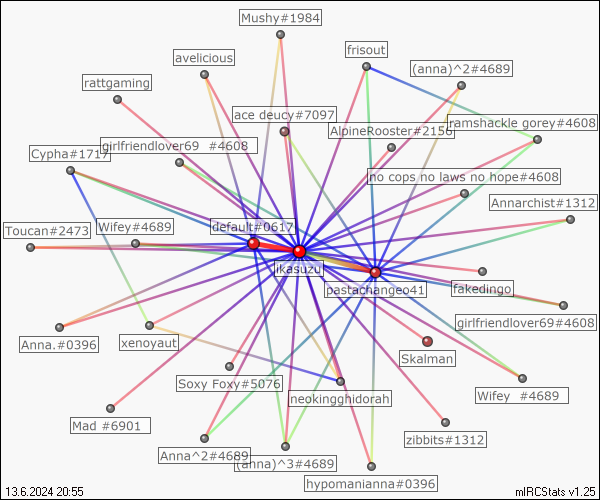 Mushy#1984
frisout
avelicious
(anna)^2#4689
rattgaming
ace deucy#7097
ramshackle gorey#4608
AlpineRooster#2156
girlfriendlover69 #4608
Cypha#1717
no cops no laws no hope#4608
Annarchist#1312
Toucan#2473
Wifey#4689
default#0617
ikasuzu
fakedingo
pastachangeq41
girlfriendlover69#4608
Anna.#0396
xenoyaut
Skalman
Soxy Foxy#5076
neokingghidorah
Wifey #4689
Mad #6901
zibbits#1312
Anna^2#4689
(anna)^3#4689
hypomanianna#0396
13.6.2024 20:55
mIRCStats v1.25